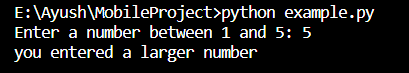 E:\Ayush\MobileProject>python example.py
Enter a number between 1 and 5: 5
you entered a larger number